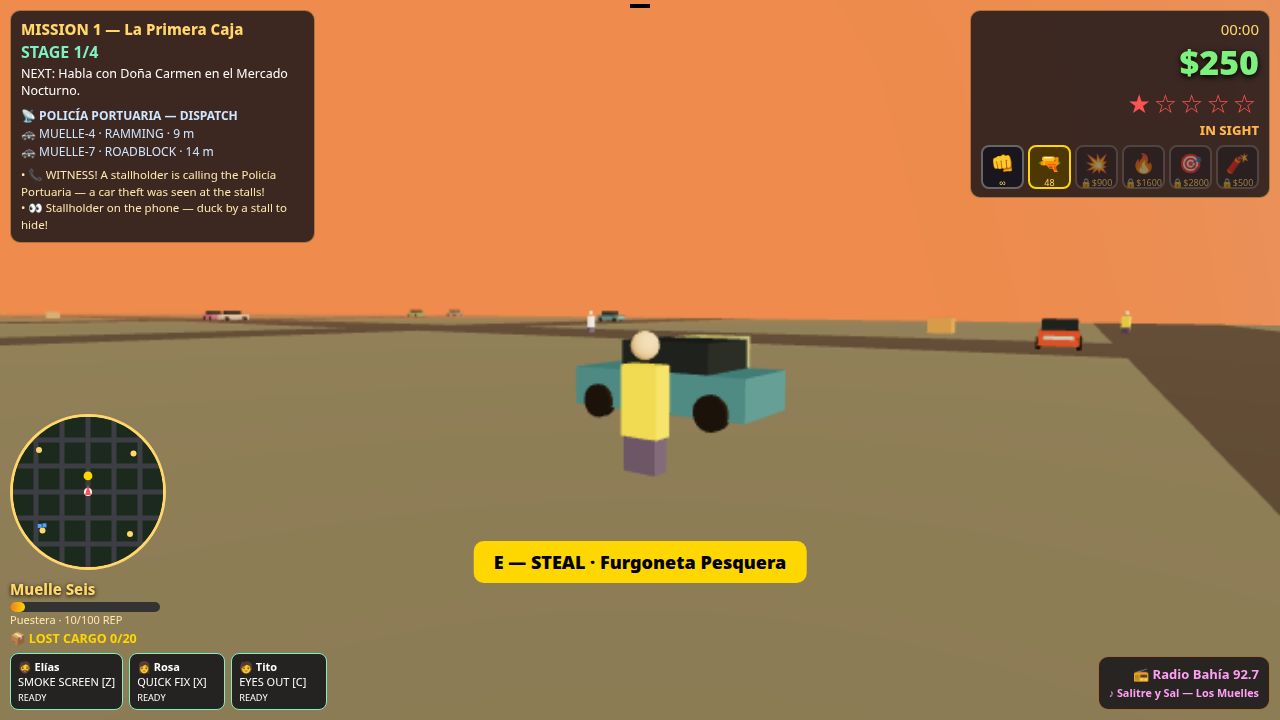 MISSION 1 — La Primera Caja
STAGE 1/4
NEXT: Habla con Doña Carmen en el Mercado
Nocturno.
📡 POLICÍA PORTUARIA — DISPATCH
🚓 MUELLE-4 · RAMMING · 9 m
🚓 MUELLE-7 · ROADBLOCK · 14 m
• 📞 WITNESS! A stallholder is calling the Policia
Portuaria — a car theft was seen at the stalls!
• 👀 Stallholder on the phone — duck by a stall to
hide!
00:00
$250
★☆☆☆☆
IN SIGHT
∞ 48 🔒$900 🔒$1600 🔒$2800 🔒$500
E — STEAL · Furgoneta Pesquera
Muelle Seis
Puestera · 10/100 REP
📦 LOST CARGO 0/20
Elías
SMOKE SCREEN [Z]
READY
Rosa
QUICK FIX [X]
READY
Tito
EYES OUT [C]
READY
📻 Radio Bahía 92.7
♪ Salitre y Sal — Los Muelles